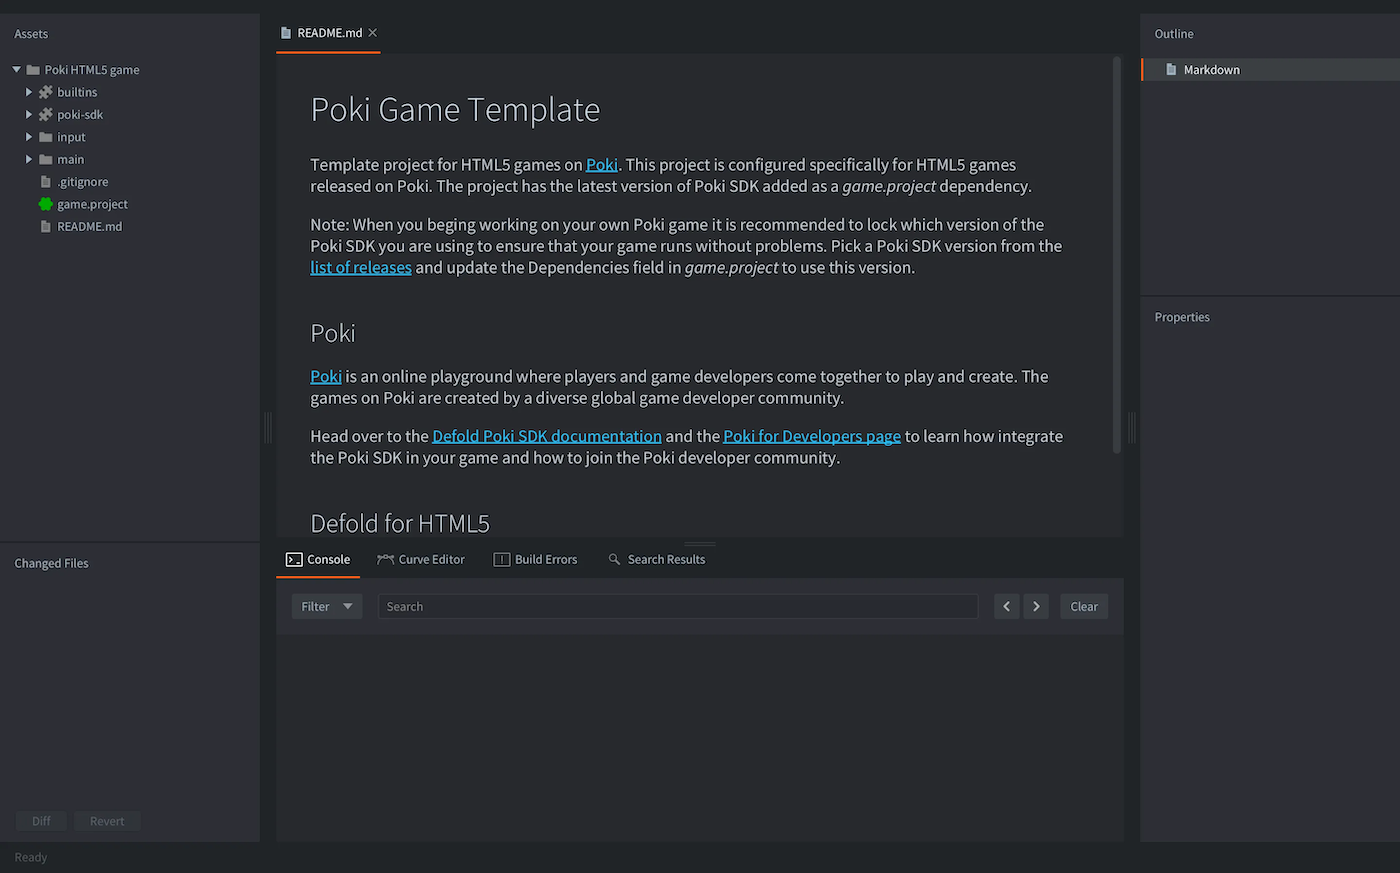 Assets
Poki HTML5 game
builtins
poki-sdk
input
main
.gitignore
game.project
README.md
Changed Files
Diff
Revert
Ready
README.md
Poki Game Template
Template project for HTML5 games on Poki. This project is configured specifically for HTML5 games
released on Poki. The project has the latest version of Poki SDK added as a game.project dependency.
Note: When you beging working on your own Poki game it is recommended to lock which version of the
Poki SDK you are using to ensure that your game runs without problems. Pick a Poki SDK version from the
list of releases and update the Dependencies field in game.project to use this version.
Poki
Poki is an online playground where players and game developers come together to play and create. The
games on Poki are created by a diverse global game developer community.
Head over to the Defold Poki SDK documentation and the Poki for Developers page to learn how integrate
the Poki SDK in your game and how to join the Poki developer community.
Defold for HTML5
Console
Curve Editor
Build Errors
Search Results
Filter
Search
Clear
Outline
Markdown
Properties